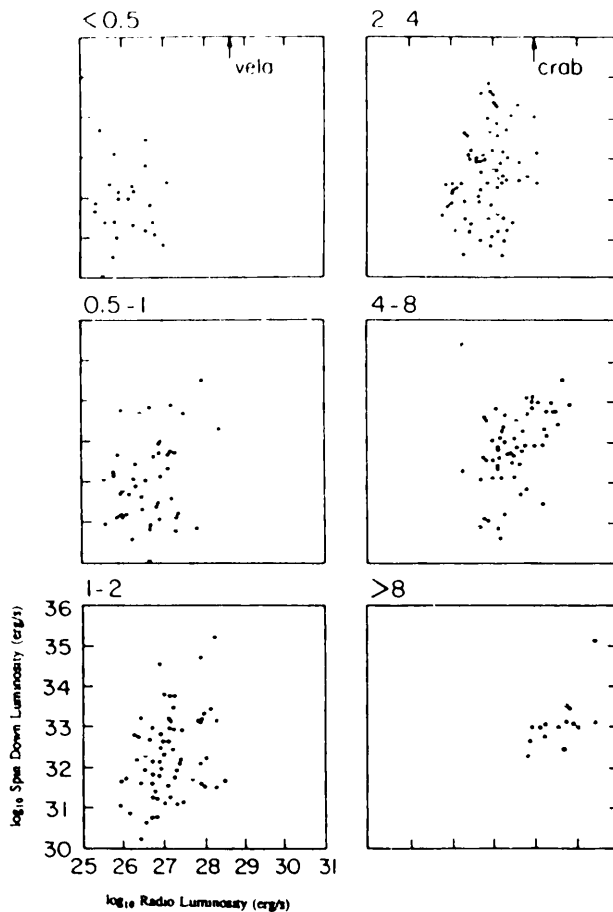 <0.5
2 4
vela
crab
0.5-1
4-8
1-2
>8
36
35
34
33
32
31
30
25 26 27 28 29 30 31
log₁₀ Spin Down Luminosity (erg/s)
log₁₀ Radio Luminosity (erg/s)